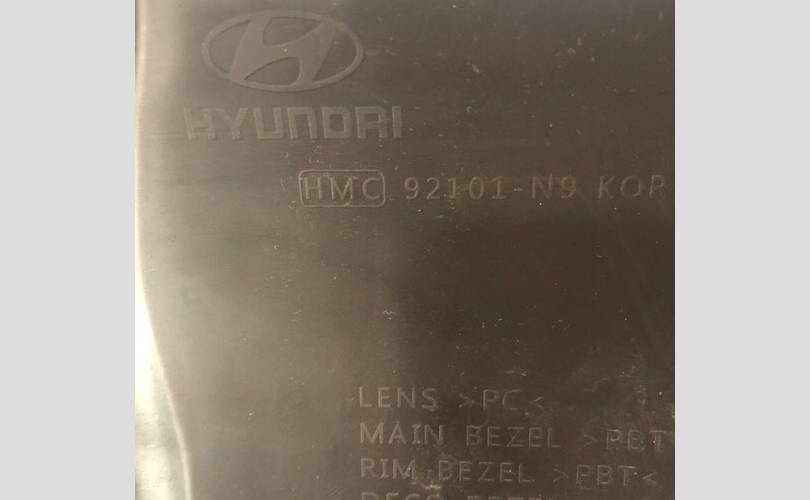 HYUNDAI
HMC 92101-N9 KOR
LENS >PC<
MAIN BEZEL >PBT
RIM BEZEL >PBT<